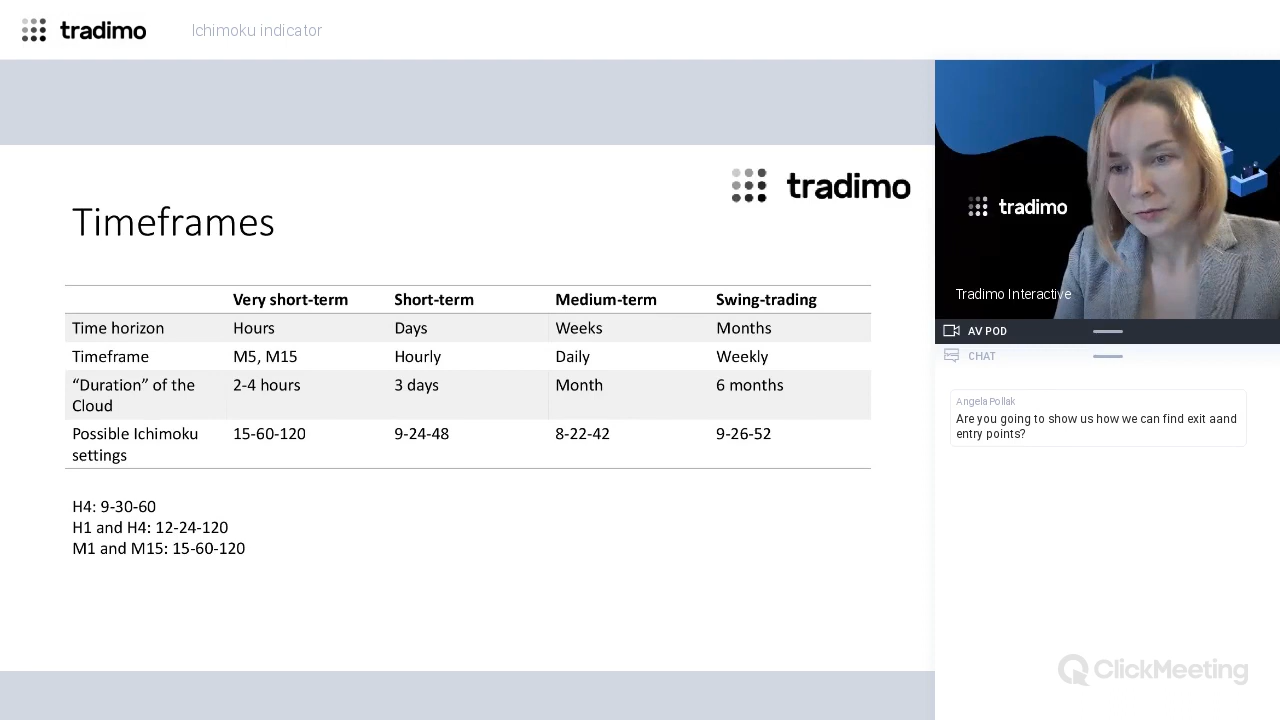 tradimo Ichimoku indicator
tradimo
Timeframes
Very short-term Short-term Medium-term Swing-trading
Time horizon Hours Days Weeks Months
Timeframe M5, M15 Hourly Daily Weekly
“Duration” of the Cloud 2-4 hours 3 days Month 6 months
Possible Ichimoku settings 15-60-120 9-24-48 8-22-42 9-26-52
H4: 9-30-60
H1 and H4: 12-24-120
M1 and M15: 15-60-120
tradimo
Tradimo Interactive
AV POD
CHAT
Angela Pollak
Are you going to show us how we can find exit aand
entry points?
ClickMeeting